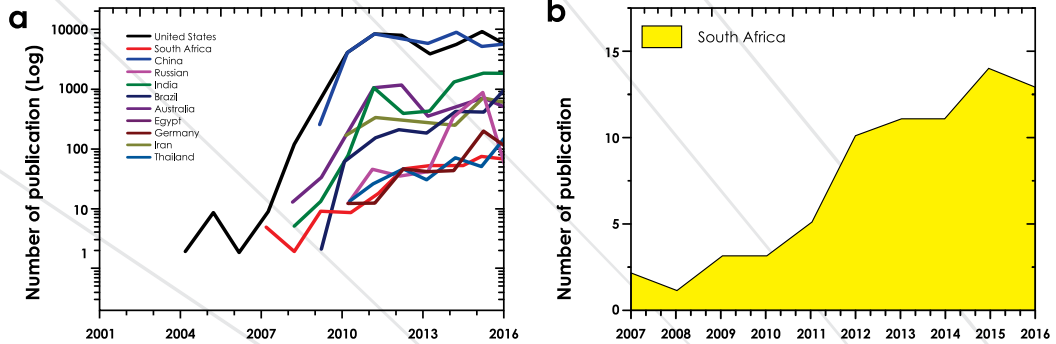 a
Number of publication (Log)
10000
1000
100
10
1
United States
South Africa
China
Russian
India
Brazil
Australia
Egypt
Germany
Iran
Thailand
2001 2004 2007 2010 2013 2016
b
Number of publication
15
10
5
0
South Africa
2007 2008 2009 2010 2011 2012 2013 2014 2015 2016